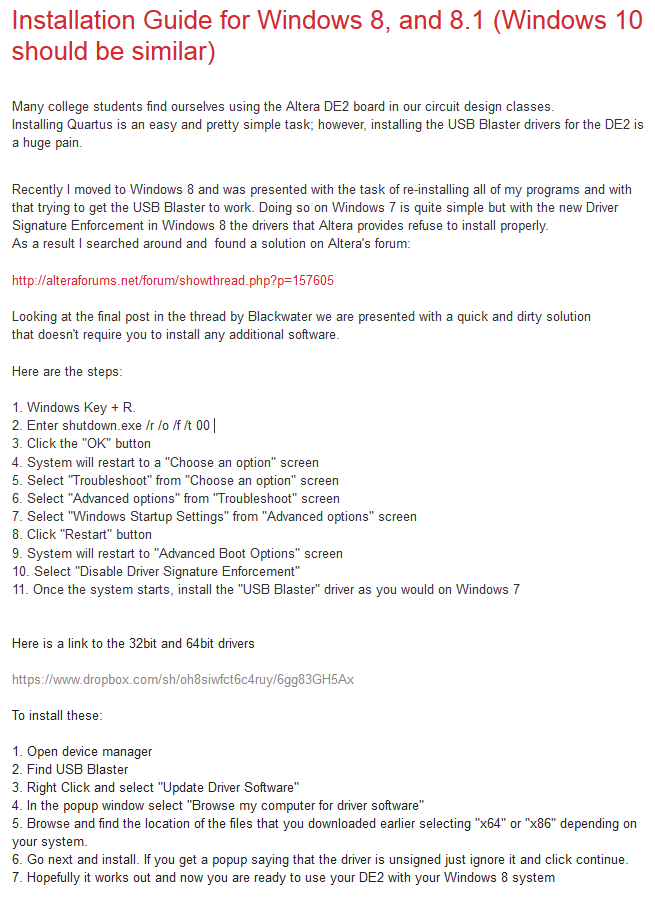 Installation Guide for Windows 8, and 8.1 (Windows 10
should be similar)
Many college students find ourselves using the Altera DE2 board in our circuit design classes.
Installing Quartus is an easy and pretty simple task; however, installing the USB Blaster drivers for the DE2 is
a huge pain.
Recently I moved to Windows 8 and was presented with the task of re-installing all of my programs and with
that trying to get the USB Blaster to work. Doing so on Windows 7 is quite simple but with the new Driver
Signature Enforcement in Windows 8 the drivers that Altera provides refuse to install properly.
As a result I searched around and found a solution on Altera's forum:
http://alteraforums.net/forum/showthread.php?p=157605
Looking at the final post in the thread by Blackwater we are presented with a quick and dirty solution
that doesn't require you to install any additional software.
Here are the steps:
1. Windows Key + R.
2. Enter shutdown.exe /r /o /f /t 00
3. Click the "OK" button
4. System will restart to a "Choose an option" screen
5. Select "Troubleshoot" from "Choose an option" screen
6. Select "Advanced options" from "Troubleshoot" screen
7. Select "Windows Startup Settings" from "Advanced options" screen
8. Click "Restart" button
9. System will restart to "Advanced Boot Options" screen
10. Select "Disable Driver Signature Enforcement"
11. Once the system starts, install the "USB Blaster" driver as you would on Windows 7
Here is a link to the 32bit and 64bit drivers
https://www.dropbox.com/sh/oh8siwfct6c4ruy/6gg83GH5Ax
To install these:
1. Open device manager
2. Find USB Blaster
3. Right Click and select "Update Driver Software"
4. In the popup window select "Browse my computer for driver software"
5. Browse and find the location of the files that you downloaded earlier selecting "x64" or "x86" depending on
your system.
6. Go next and install. If you get a popup saying that the driver is unsigned just ignore it and click continue.
7. Hopefully it works out and now you are ready to use your DE2 with your Windows 8 system